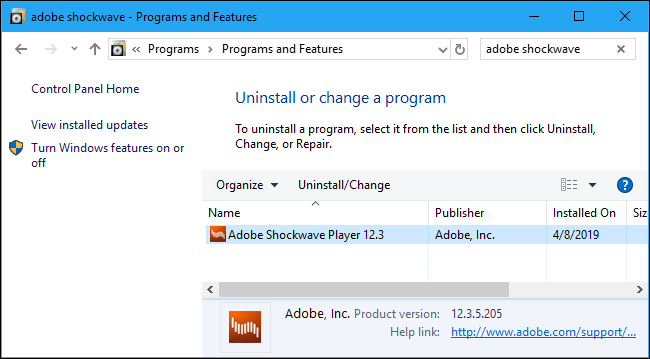 adobe shockwave - Programs and Features
Programs Programs and Features adobe shockwave
Control Panel Home
View installed updates
Turn Windows features on or
off
Uninstall or change a program
To uninstall a program, select it from the list and then click Uninstall,
Change, or Repair.
Organize Uninstall/Change
Name Publisher Installed On Siz
Adobe Shockwave Player 12.3 Adobe, Inc. 4/8/2019
Adobe, Inc. Product version: 12.3.5.205
Help link: http://www.adobe.com/support/...